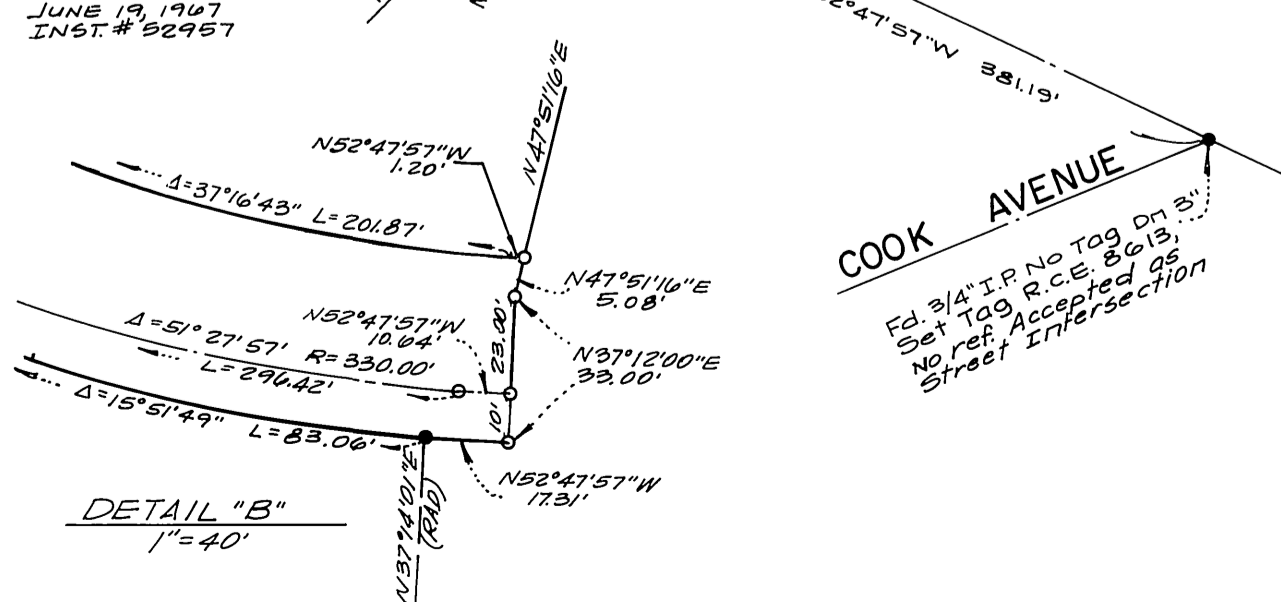 JUNE 19, 1967
INST. # 52957
N47°51'16"E
N52°47'57"W
1.20'
Δ=37°16'43" L=201.87'
N47°51'16"E
5.08'
23.00'
N52°47'57"W
10.64'
Δ=51°27'57' R=330.00'
L=296.42'
N37°12'00"E
33.00'
10'
Δ=15°51'49" L=83.06'
N52°47'57"W
17.31'
N37°14'01"E
(RAD)
DETAIL "B"
1"=40'
2°47'57"W 381.19'
COOK AVENUE
Fd. 3/4" I.P. No Tag Dn 3"
Set Tag R.C.E. 8613,
No ref. Accepted as
Street Intersection